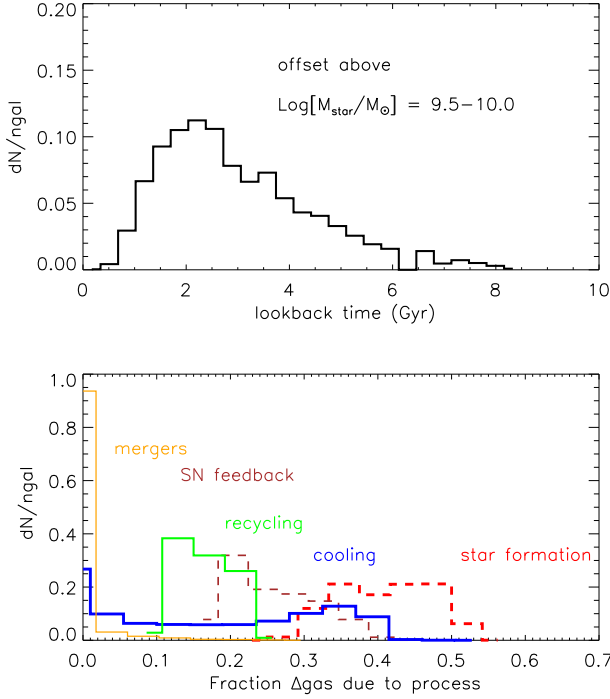 0.20
0.15
0.10
0.05
0.00
dN/ngal
offset above
Log[M_star/M_⊙] = 9.5−10.0
0 2 4 6 8 10
lookback time (Gyr)
1.0
0.8
0.6
0.4
0.2
0.0
dN/ngal
mergers
SN feedback
recycling
cooling
star formation
0.0 0.1 0.2 0.3 0.4 0.5 0.6 0.7
Fraction Δgas due to process